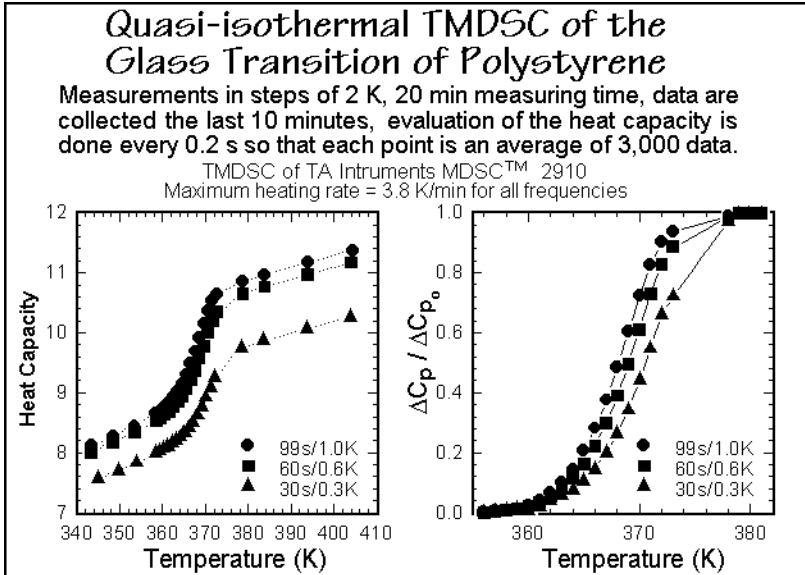 Quasi-isothermal TMDSC of the
Glass Transition of Polystyrene
Measurements in steps of 2 K, 20 min measuring time, data are
collected the last 10 minutes, evaluation of the heat capacity is
done every 0.2 s so that each point is an average of 3,000 data.
TMDSC of TA Intruments MDSC™ 2910
Maximum heating rate = 3.8 K/min for all frequencies
Heat Capacity
12
11
10
9
8
7
99s/1.0K
60s/0.6K
30s/0.3K
340 350 360 370 380 390 400 410
Temperature (K)
ΔCp / ΔCpo
1.0
0.8
0.6
0.4
0.2
0.0
99s/1.0K
60s/0.6K
30s/0.3K
360 370 380
Temperature (K)